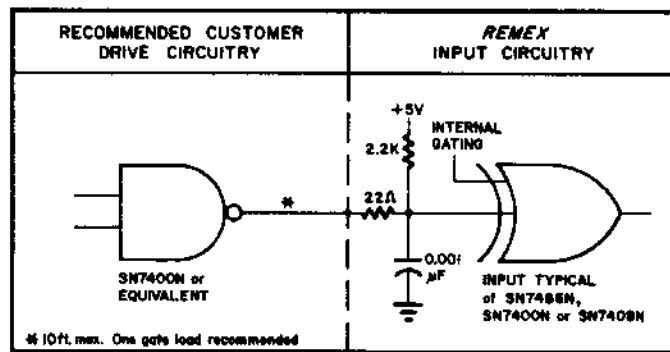 RECOMMENDED CUSTOMER
DRIVE CIRCUITRY
REMEX
INPUT CIRCUITRY
+5V
INTERNAL
GATING
2.2K
22Ω
*
0.001
μF
SN7400N or
EQUIVALENT
INPUT TYPICAL
of SN7486N,
SN7400N or SN7409N
* 10ft. max. One gate load recommended